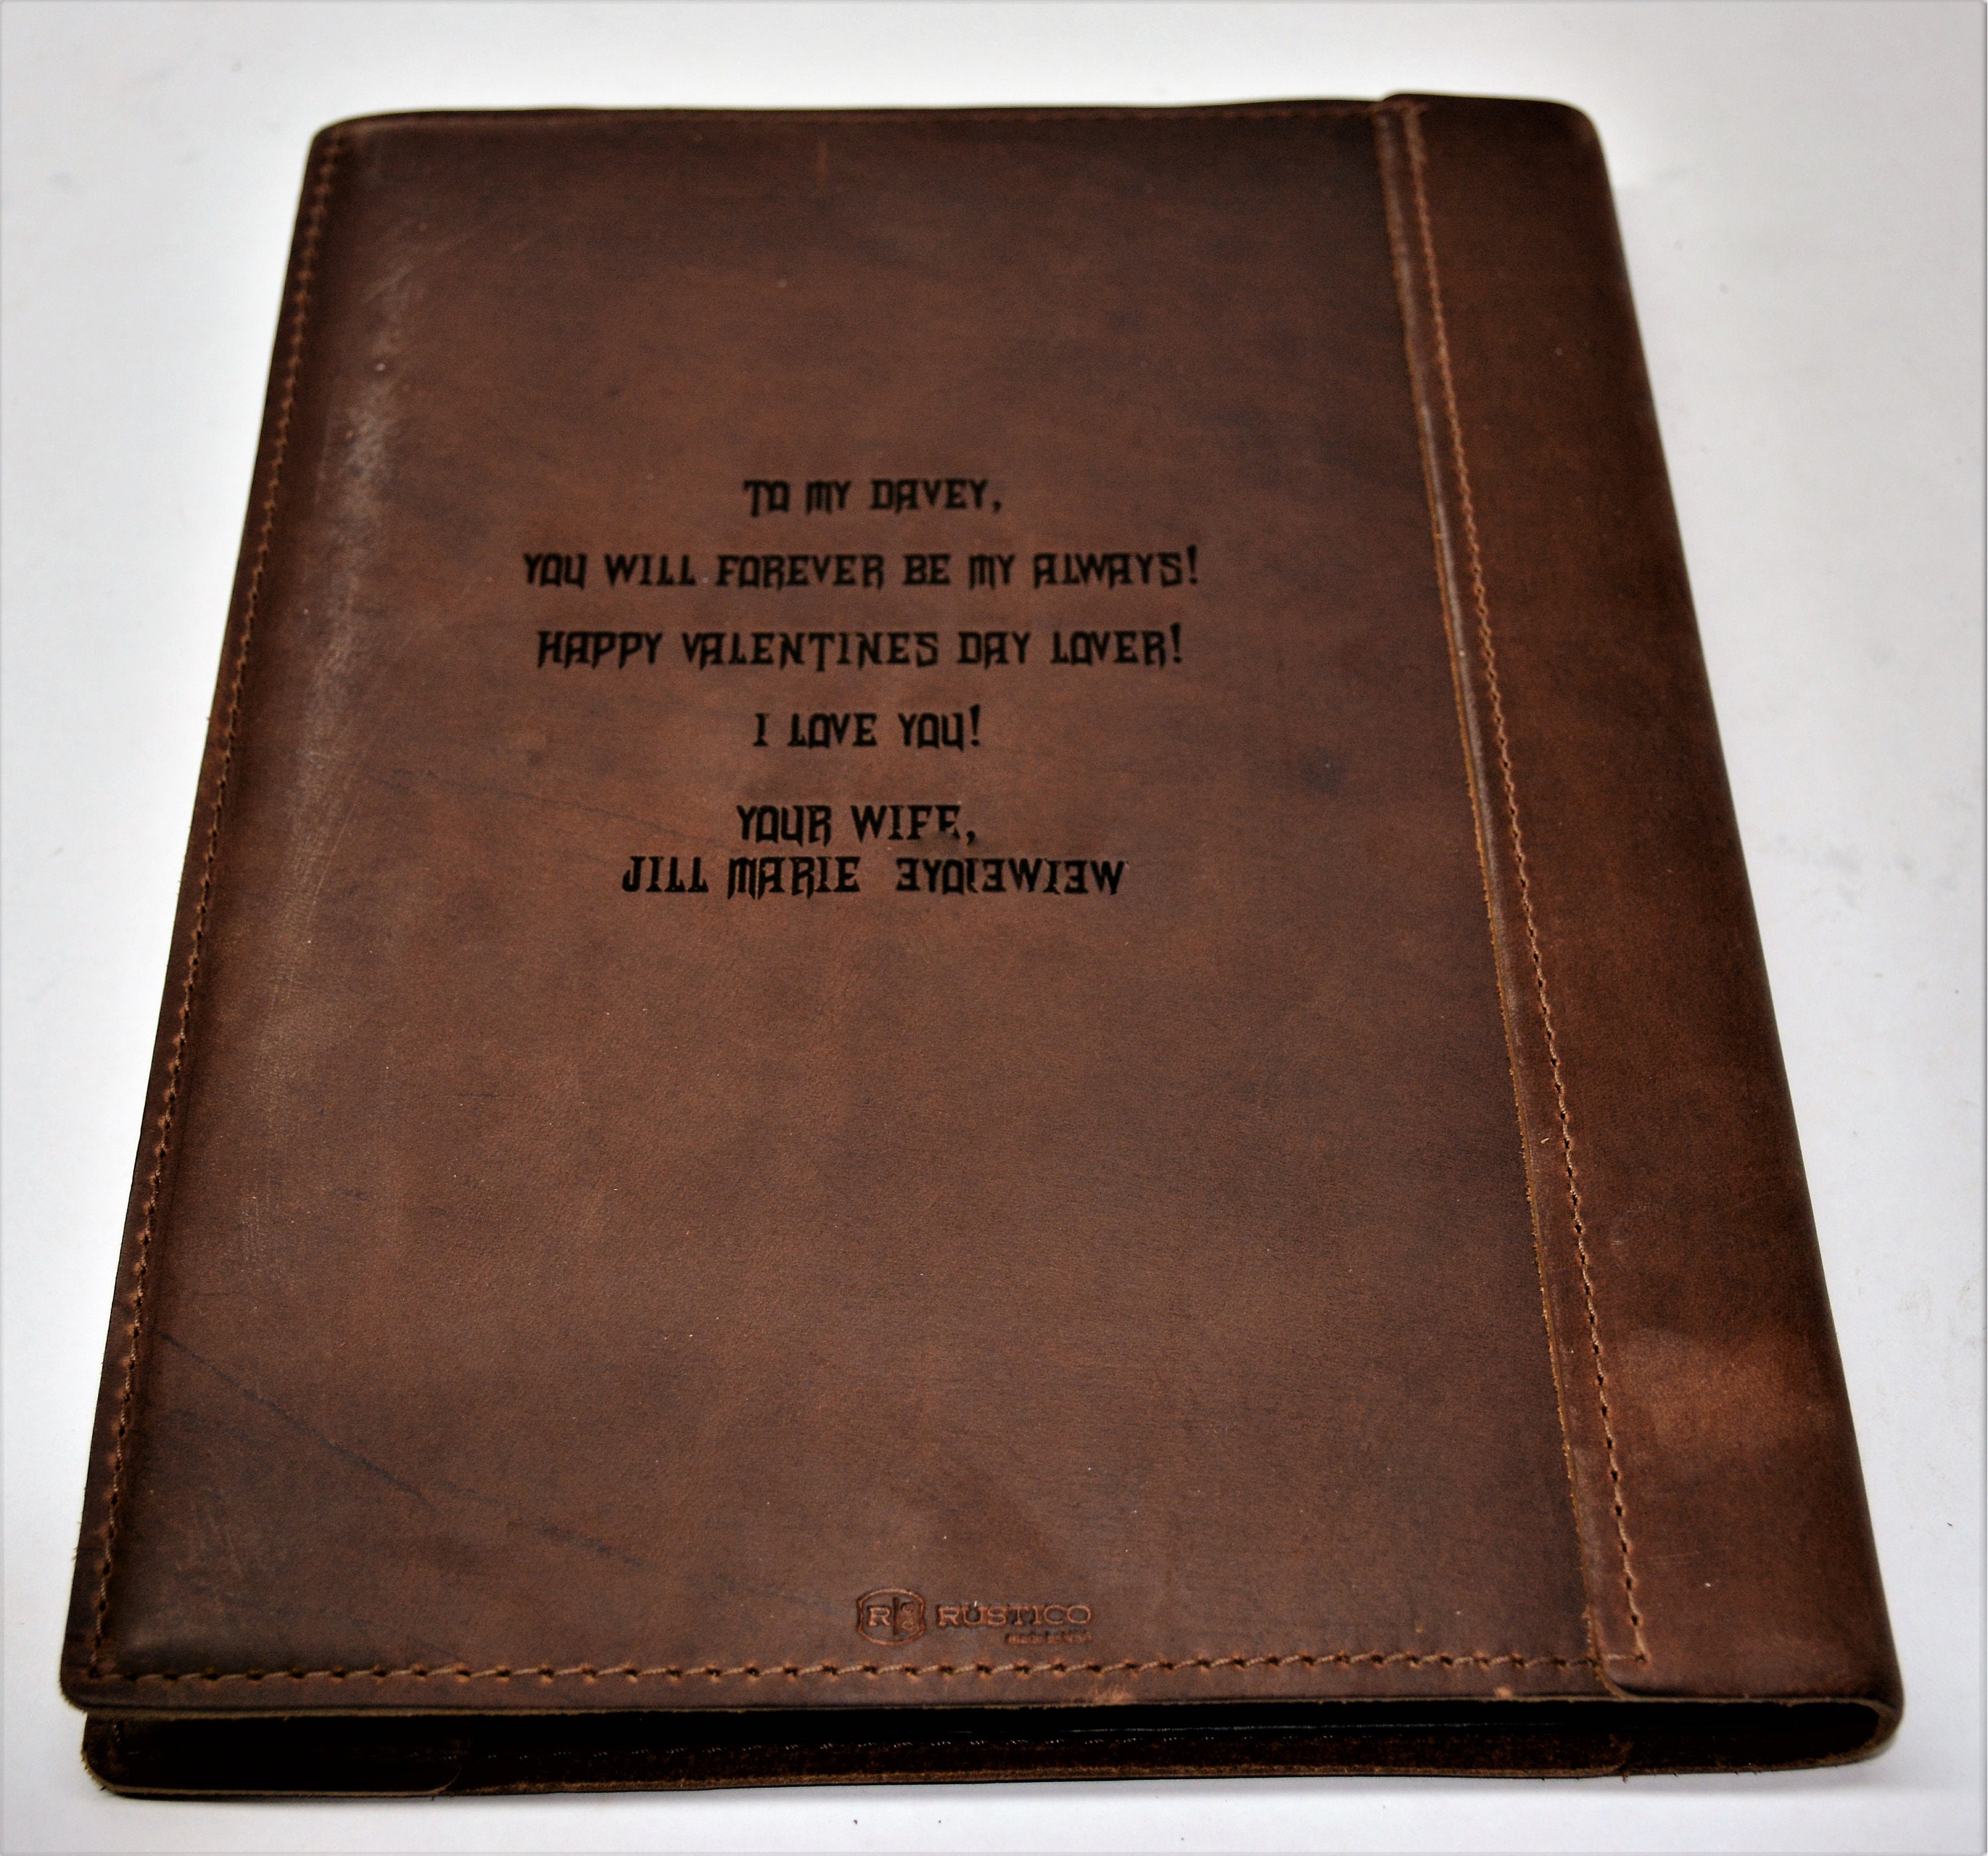 TO MY DAVEY,
YOU WILL FOREVER BE MY ALWAYS!
HAPPY VALENTINES DAY LOVER!
I LOVE YOU!
YOUR WIFE,
JILL MARIE
R
RUSTICO